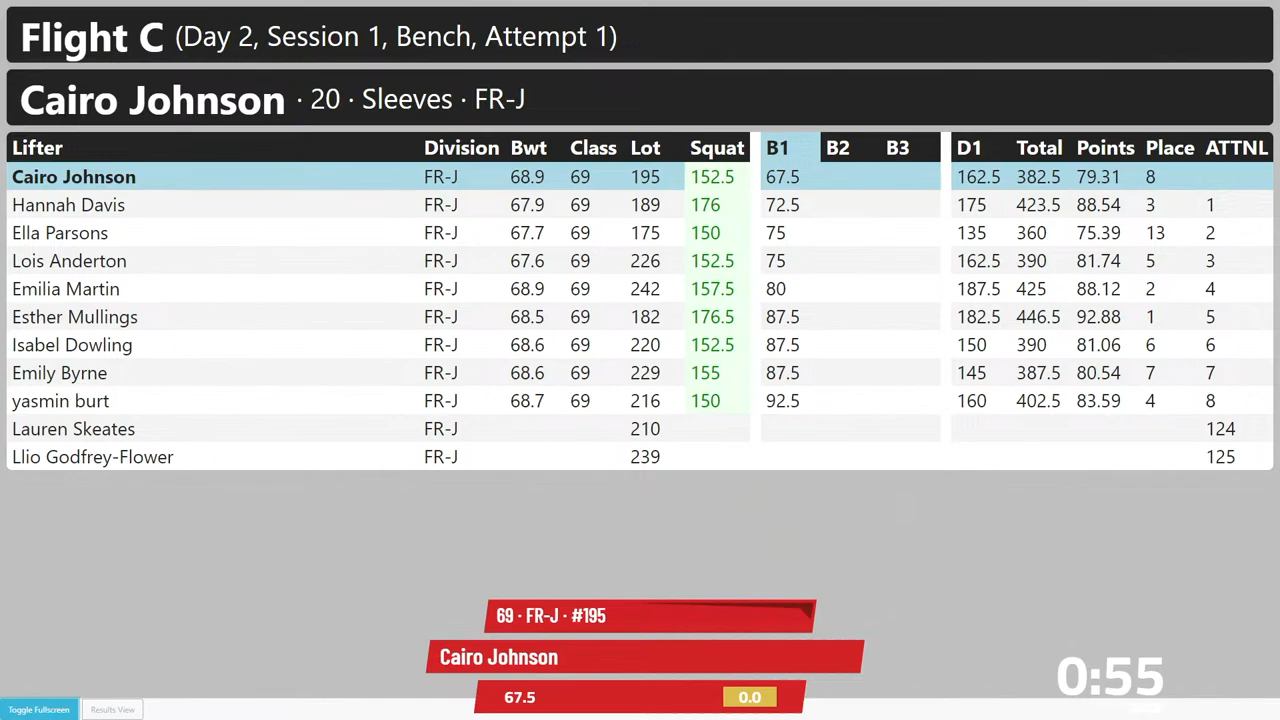 Flight C (Day 2, Session 1, Bench, Attempt 1)
Cairo Johnson · 20 · Sleeves · FR-J
Lifter Division Bwt Class Lot Squat B1 B2 B3 D1 Total Points Place ATTNL
Cairo Johnson FR-J 68.9 69 195 152.5 67.5 162.5 382.5 79.31 8
Hannah Davis FR-J 67.9 69 189 176 72.5 175 423.5 88.54 3 1
Ella Parsons FR-J 67.7 69 175 150 75 135 360 75.39 13 2
Lois Anderton FR-J 67.6 69 226 152.5 75 162.5 390 81.74 5 3
Emilia Martin FR-J 68.9 69 242 157.5 80 187.5 425 88.12 2 4
Esther Mullings FR-J 68.5 69 182 176.5 87.5 182.5 446.5 92.88 1 5
Isabel Dowling FR-J 68.6 69 220 152.5 87.5 150 390 81.06 6 6
Emily Byrne FR-J 68.6 69 229 155 87.5 145 387.5 80.54 7 7
yasmin burt FR-J 68.7 69 216 150 92.5 160 402.5 83.59 4 8
Lauren Skeates FR-J 210 124
Llio Godfrey-Flower FR-J 239 125
69 · FR-J · #195
Cairo Johnson
67.5 0.0
0:55
Toggle Fullscreen Results View